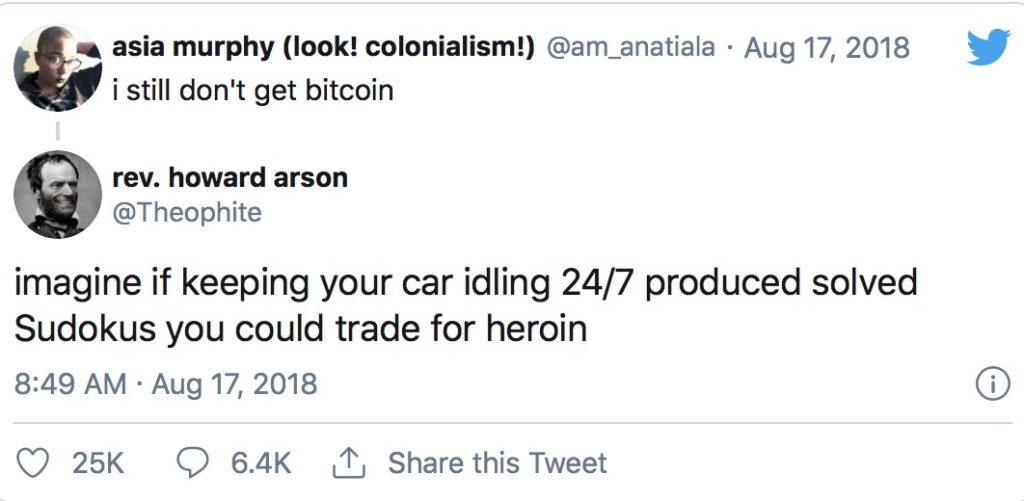 asia murphy (look! colonialism!) @am_anatiala · Aug 17, 2018
i still don't get bitcoin
rev. howard arson
@Theophite
imagine if keeping your car idling 24/7 produced solved
Sudokus you could trade for heroin
8:49 AM · Aug 17, 2018
25K 6.4K Share this Tweet